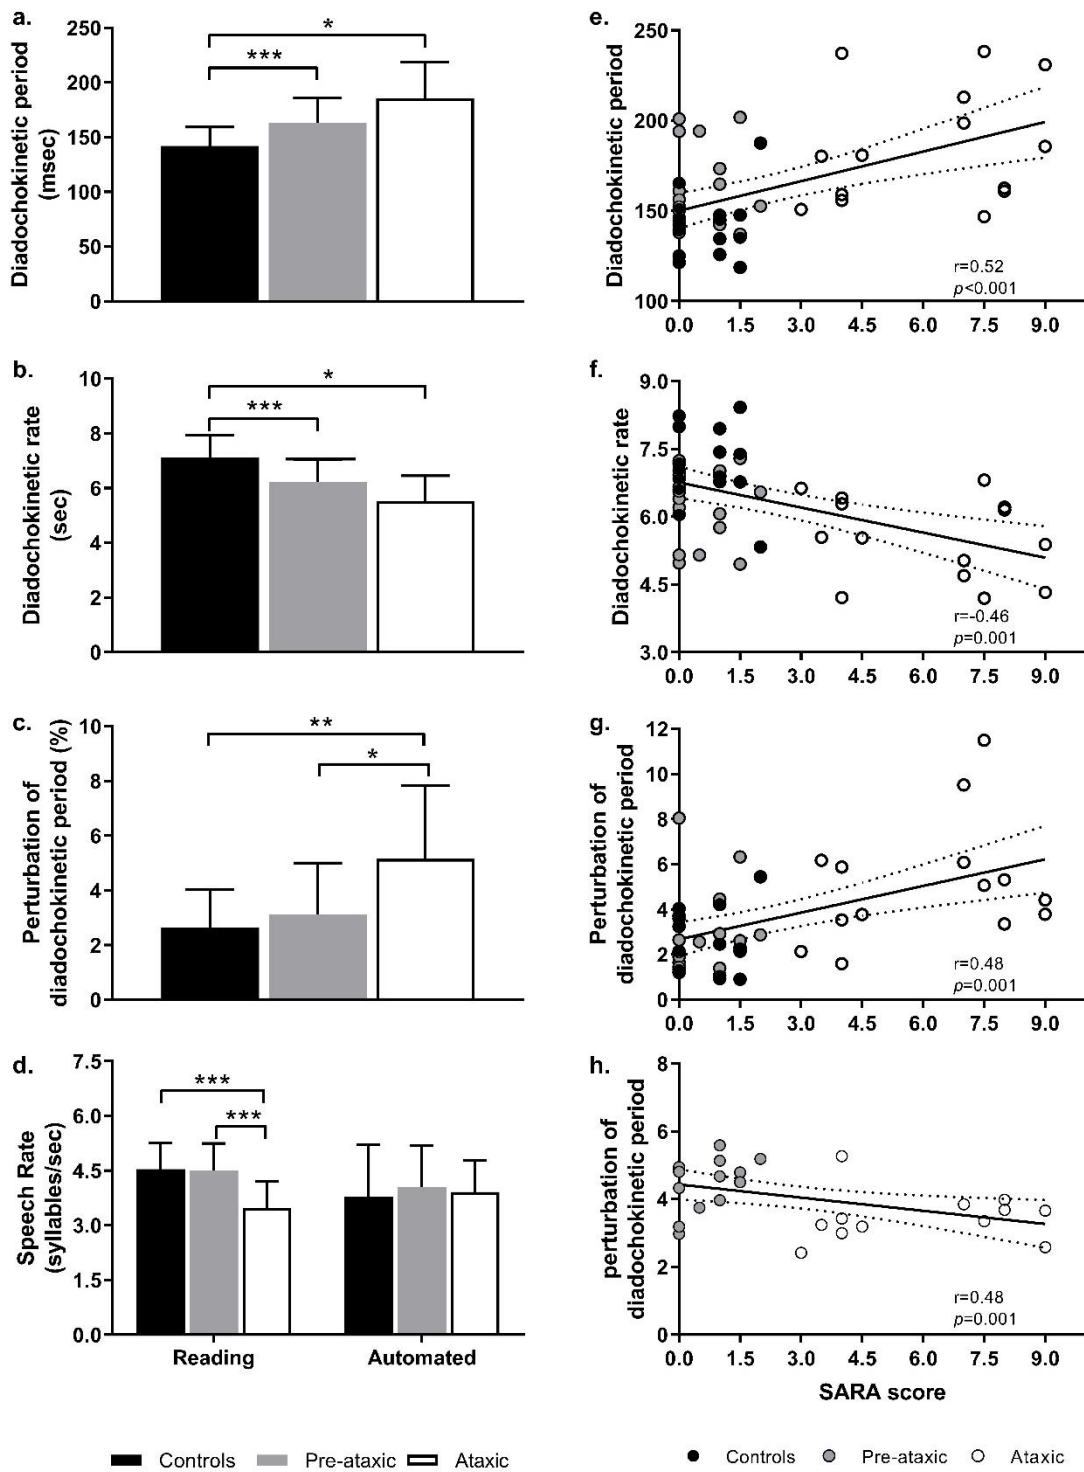 a.
Diadochokinetic period
(msec)
250
200
150
100
50
0
*
***
b.
Diadochokinetic rate
(sec)
10
8
6
4
2
0
*
***
c.
Perturbation of
diadochokinetic period (%)
10
8
6
4
2
0
**
*
d.
Speech Rate
(syllables/sec)
7.5
6.0
4.5
3.0
1.5
0.0
***
***
Reading Automated
Controls Pre-ataxic Ataxic
e.
Diadochokinetic period
250
200
150
100
r=0.52
p<0.001
0.0 1.5 3.0 4.5 6.0 7.5 9.0
f.
Diadochokinetic rate
9.0
7.5
6.0
4.5
3.0
r=-0.46
p=0.001
0.0 1.5 3.0 4.5 6.0 7.5 9.0
g.
Perturbation of
diadochokinetic period
12
10
8
6
4
2
0
r=0.48
p=0.001
0.0 1.5 3.0 4.5 6.0 7.5 9.0
h.
perturbation of
diadochokinetic period
8
6
4
2
0
r=0.48
p=0.001
0.0 1.5 3.0 4.5 6.0 7.5 9.0
SARA score
Controls Pre-ataxic Ataxic